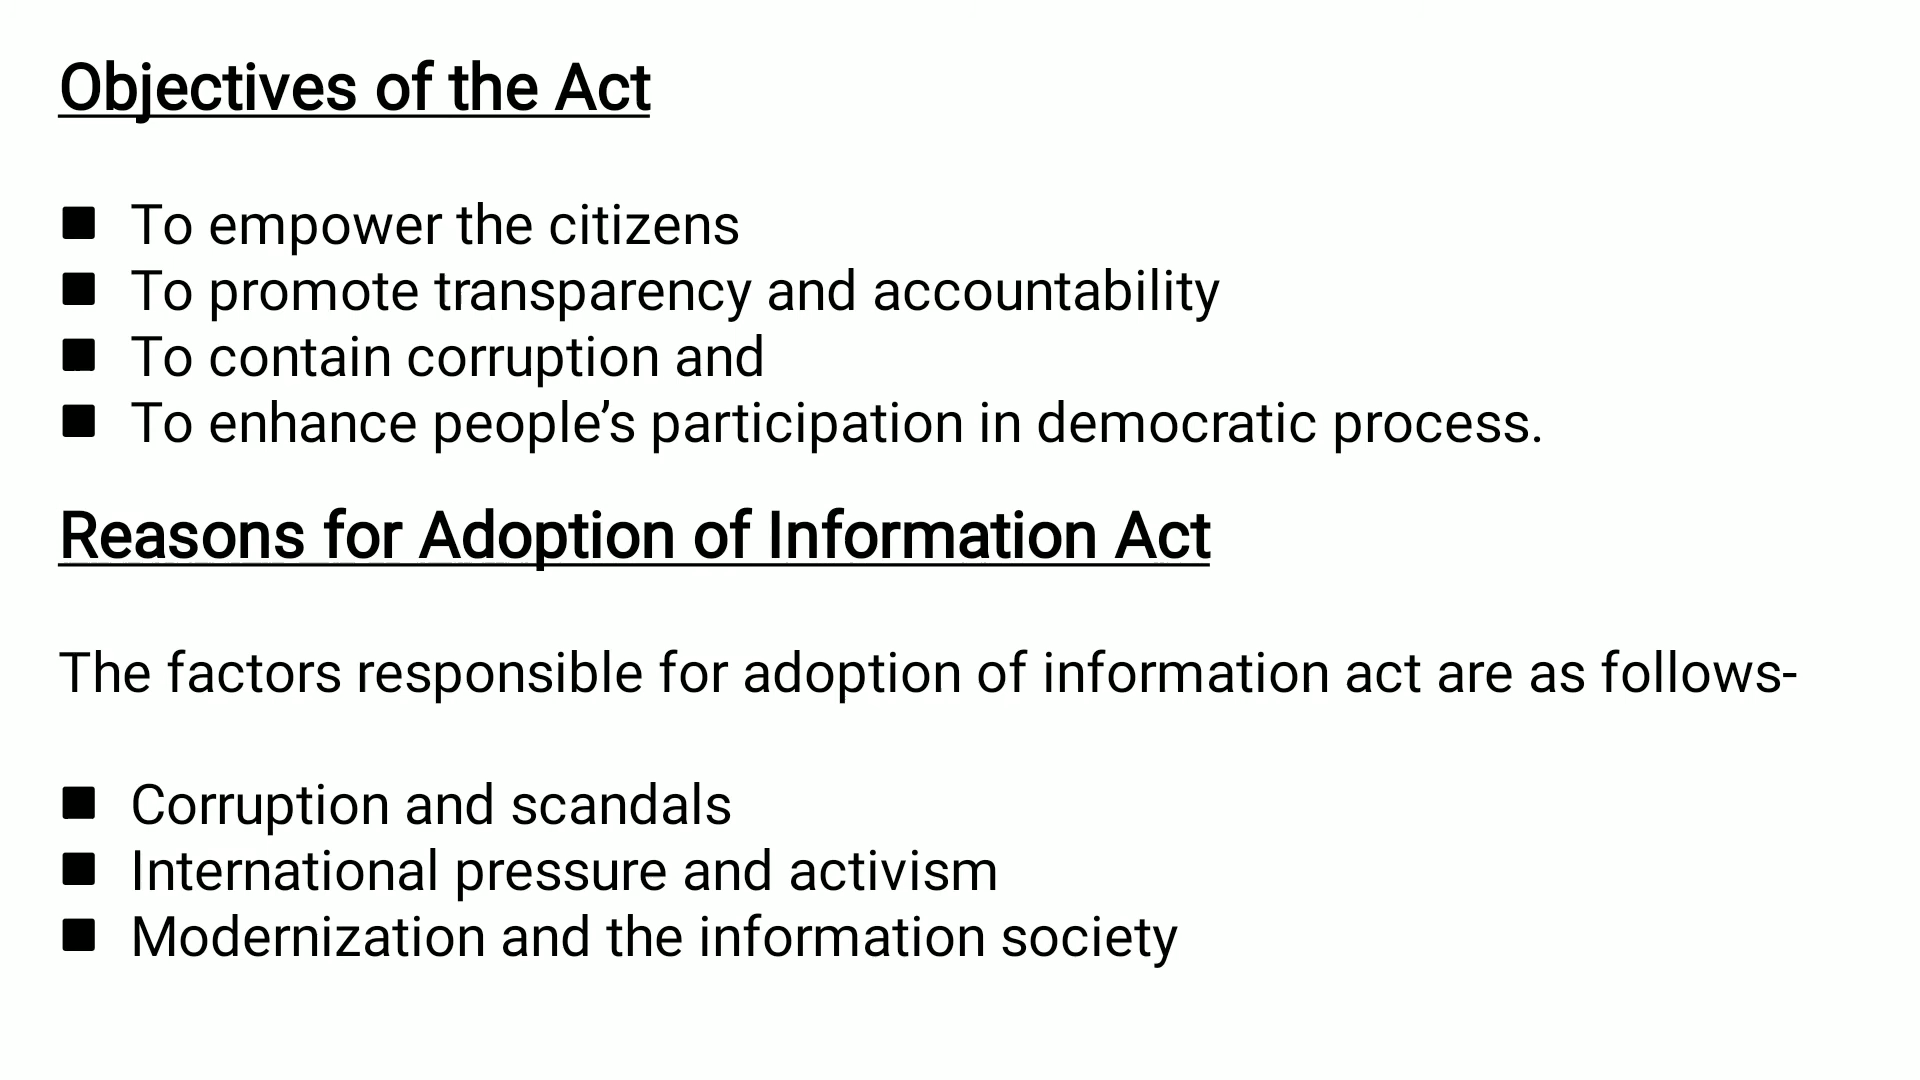 Objectives of the Act
■ To empower the citizens
■ To promote transparency and accountability
■ To contain corruption and
■ To enhance people’s participation in democratic process.
Reasons for Adoption of Information Act
The factors responsible for adoption of information act are as follows-
■ Corruption and scandals
■ International pressure and activism
■ Modernization and the information society